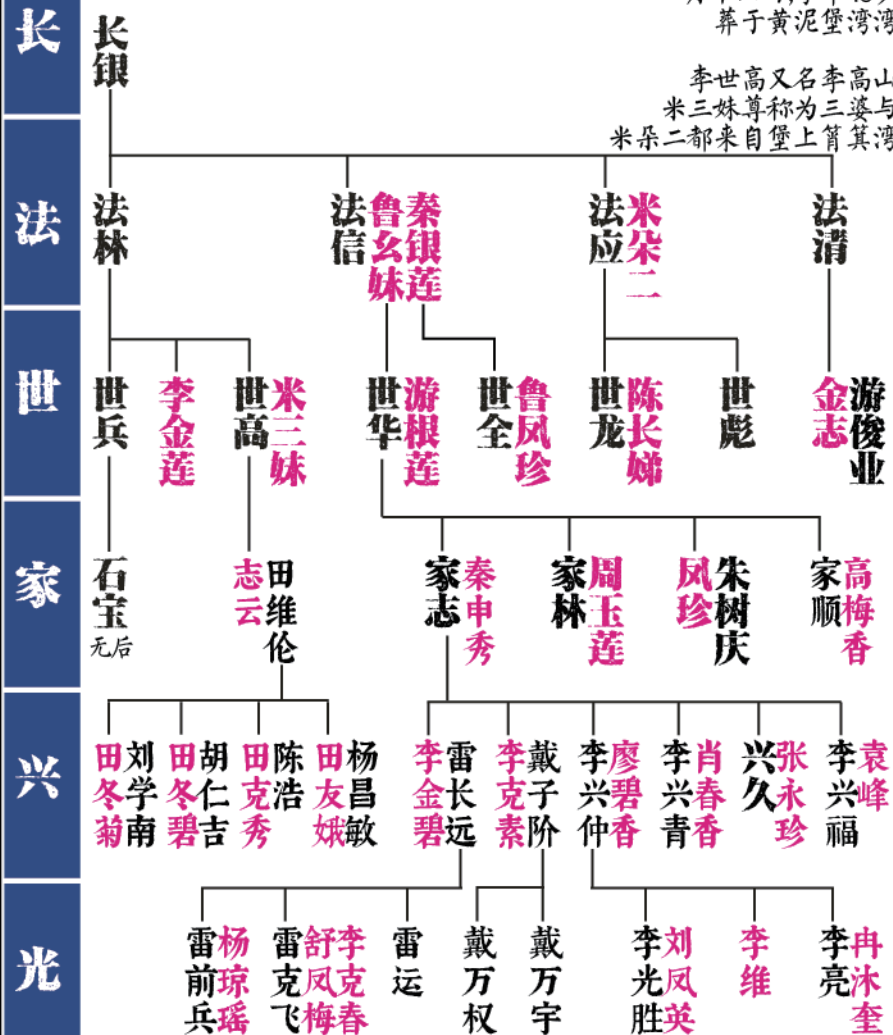 葬于黄泥堡湾湾
李世高又名李高山
米三妹尊称为三婆与
米朵二都来自堡上筲箕湾
长
长银
法
法林
法信
鲁幺妹
秦银莲
法应
米朵二
法清
世
世兵
李金莲
世高
米三妹
世华
游根莲
世全
鲁凤珍
世龙
陈长娣
世彪
金志
游俊业
家
石宝
无后
志云
田维伦
家志
秦申秀
家林
周玉莲
凤珍
朱树庆
家顺
高梅香
兴
田冬菊
刘学南
田冬碧
胡仁吉
田克秀
陈浩
田友娥
杨昌敏
李金碧
雷长远
李克素
戴子阶
李兴仲
廖碧香
李兴青
肖春香
兴久
张永珍
李兴福
袁峰
光
雷前兵
杨琼瑶
雷克飞
舒凤梅
李克春
雷运
戴万权
戴万宇
李光胜
刘凤英
李维
李亮
冉沐奎